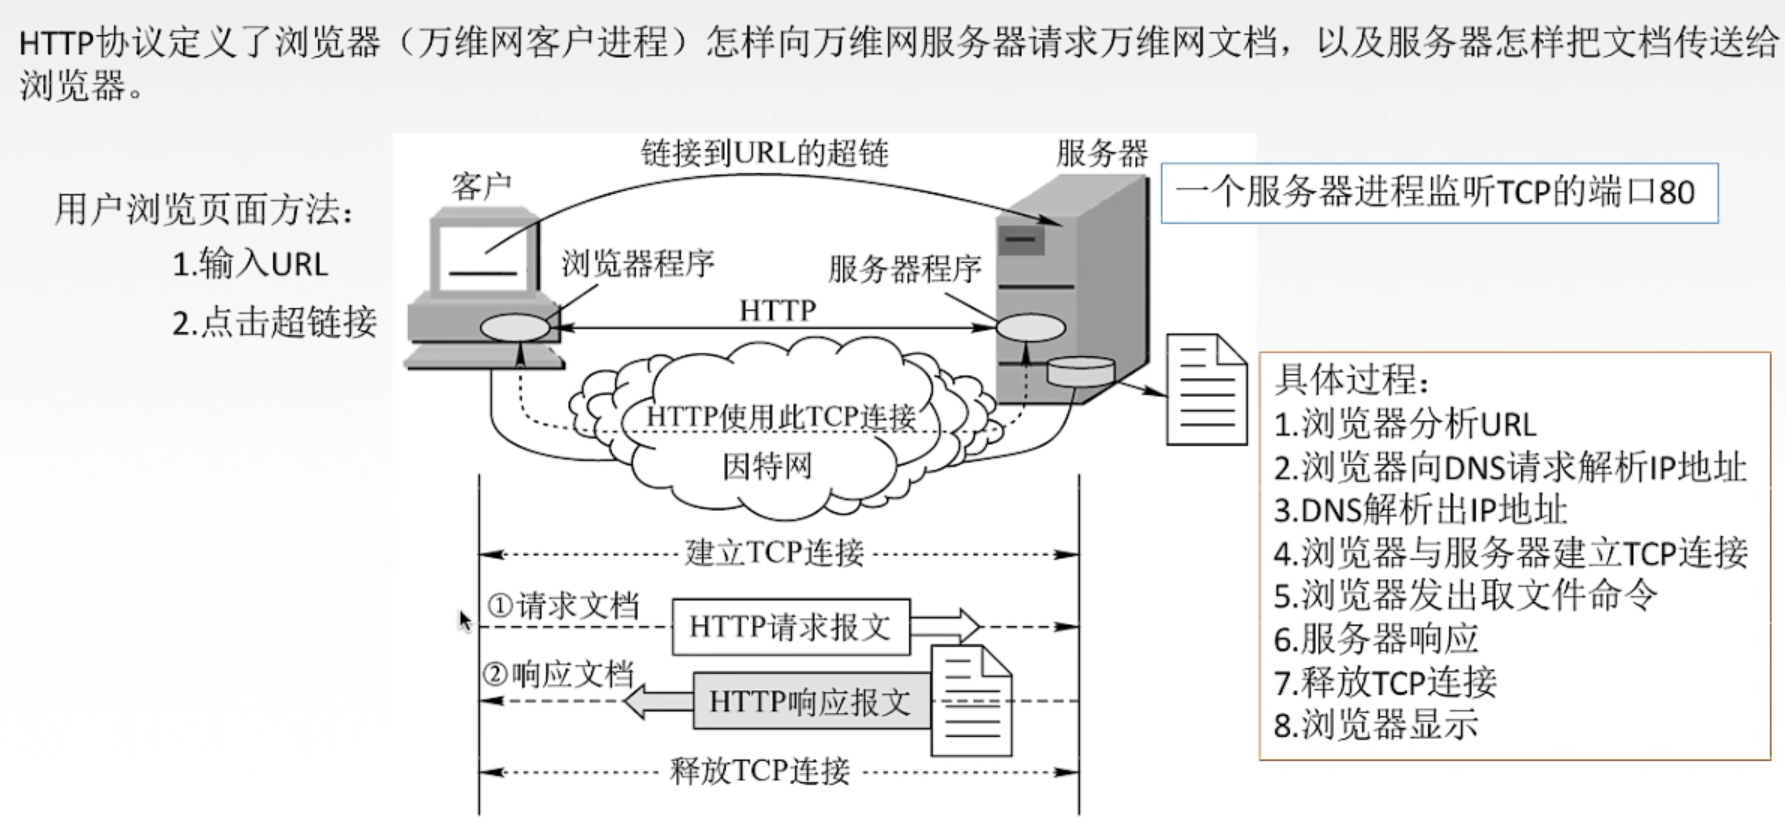 HTTP协议定义了浏览器（万维网客户进程）怎样向万维网服务器请求万维网文档，以及服务器怎样把文档传送给
浏览器。
用户浏览页面方法：
1.输入URL
2.点击超链接
链接到URL的超链
客户
服务器
一个服务器进程监听TCP的端口80
浏览器程序
服务器程序
HTTP
HTTP使用此TCP连接
因特网
建立TCP连接
①请求文档
HTTP请求报文
②响应文档
HTTP响应报文
释放TCP连接
具体过程：
1.浏览器分析URL
2.浏览器向DNS请求解析IP地址
3.DNS解析出IP地址
4.浏览器与服务器建立TCP连接
5.浏览器发出取文件命令
6.服务器响应
7.释放TCP连接
8.浏览器显示